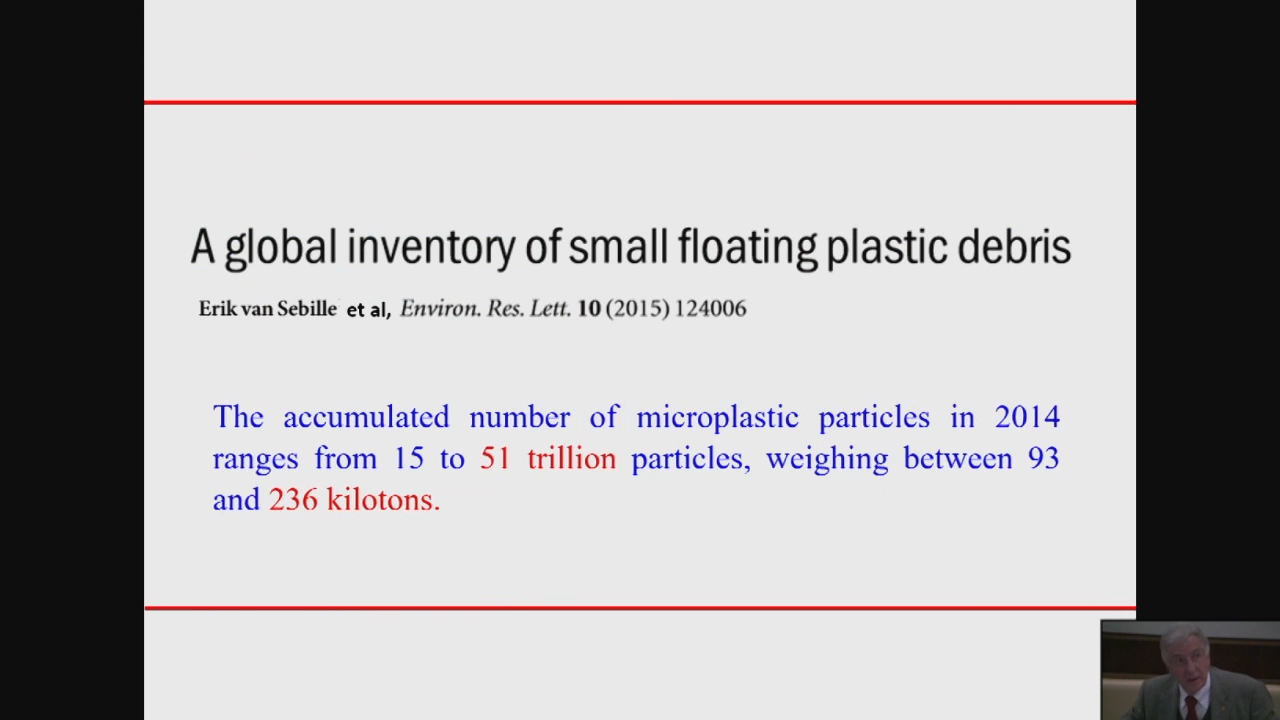 A global inventory of small floating plastic debris
Erik van Sebille et al, Environ. Res. Lett. 10 (2015) 124006
The accumulated number of microplastic particles in 2014
ranges from 15 to 51 trillion particles, weighing between 93
and 236 kilotons.